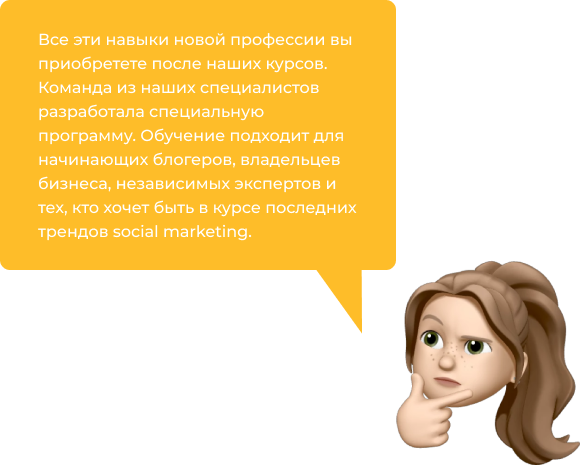 Все эти навыки новой профессии вы
приобретете после наших курсов.
Команда из наших специалистов
разработала специальную
программу. Обучение подходит для
начинающих блогеров, владельцев
бизнеса, независимых экспертов и
тех, кто хочет быть в курсе последних
трендов social marketing.